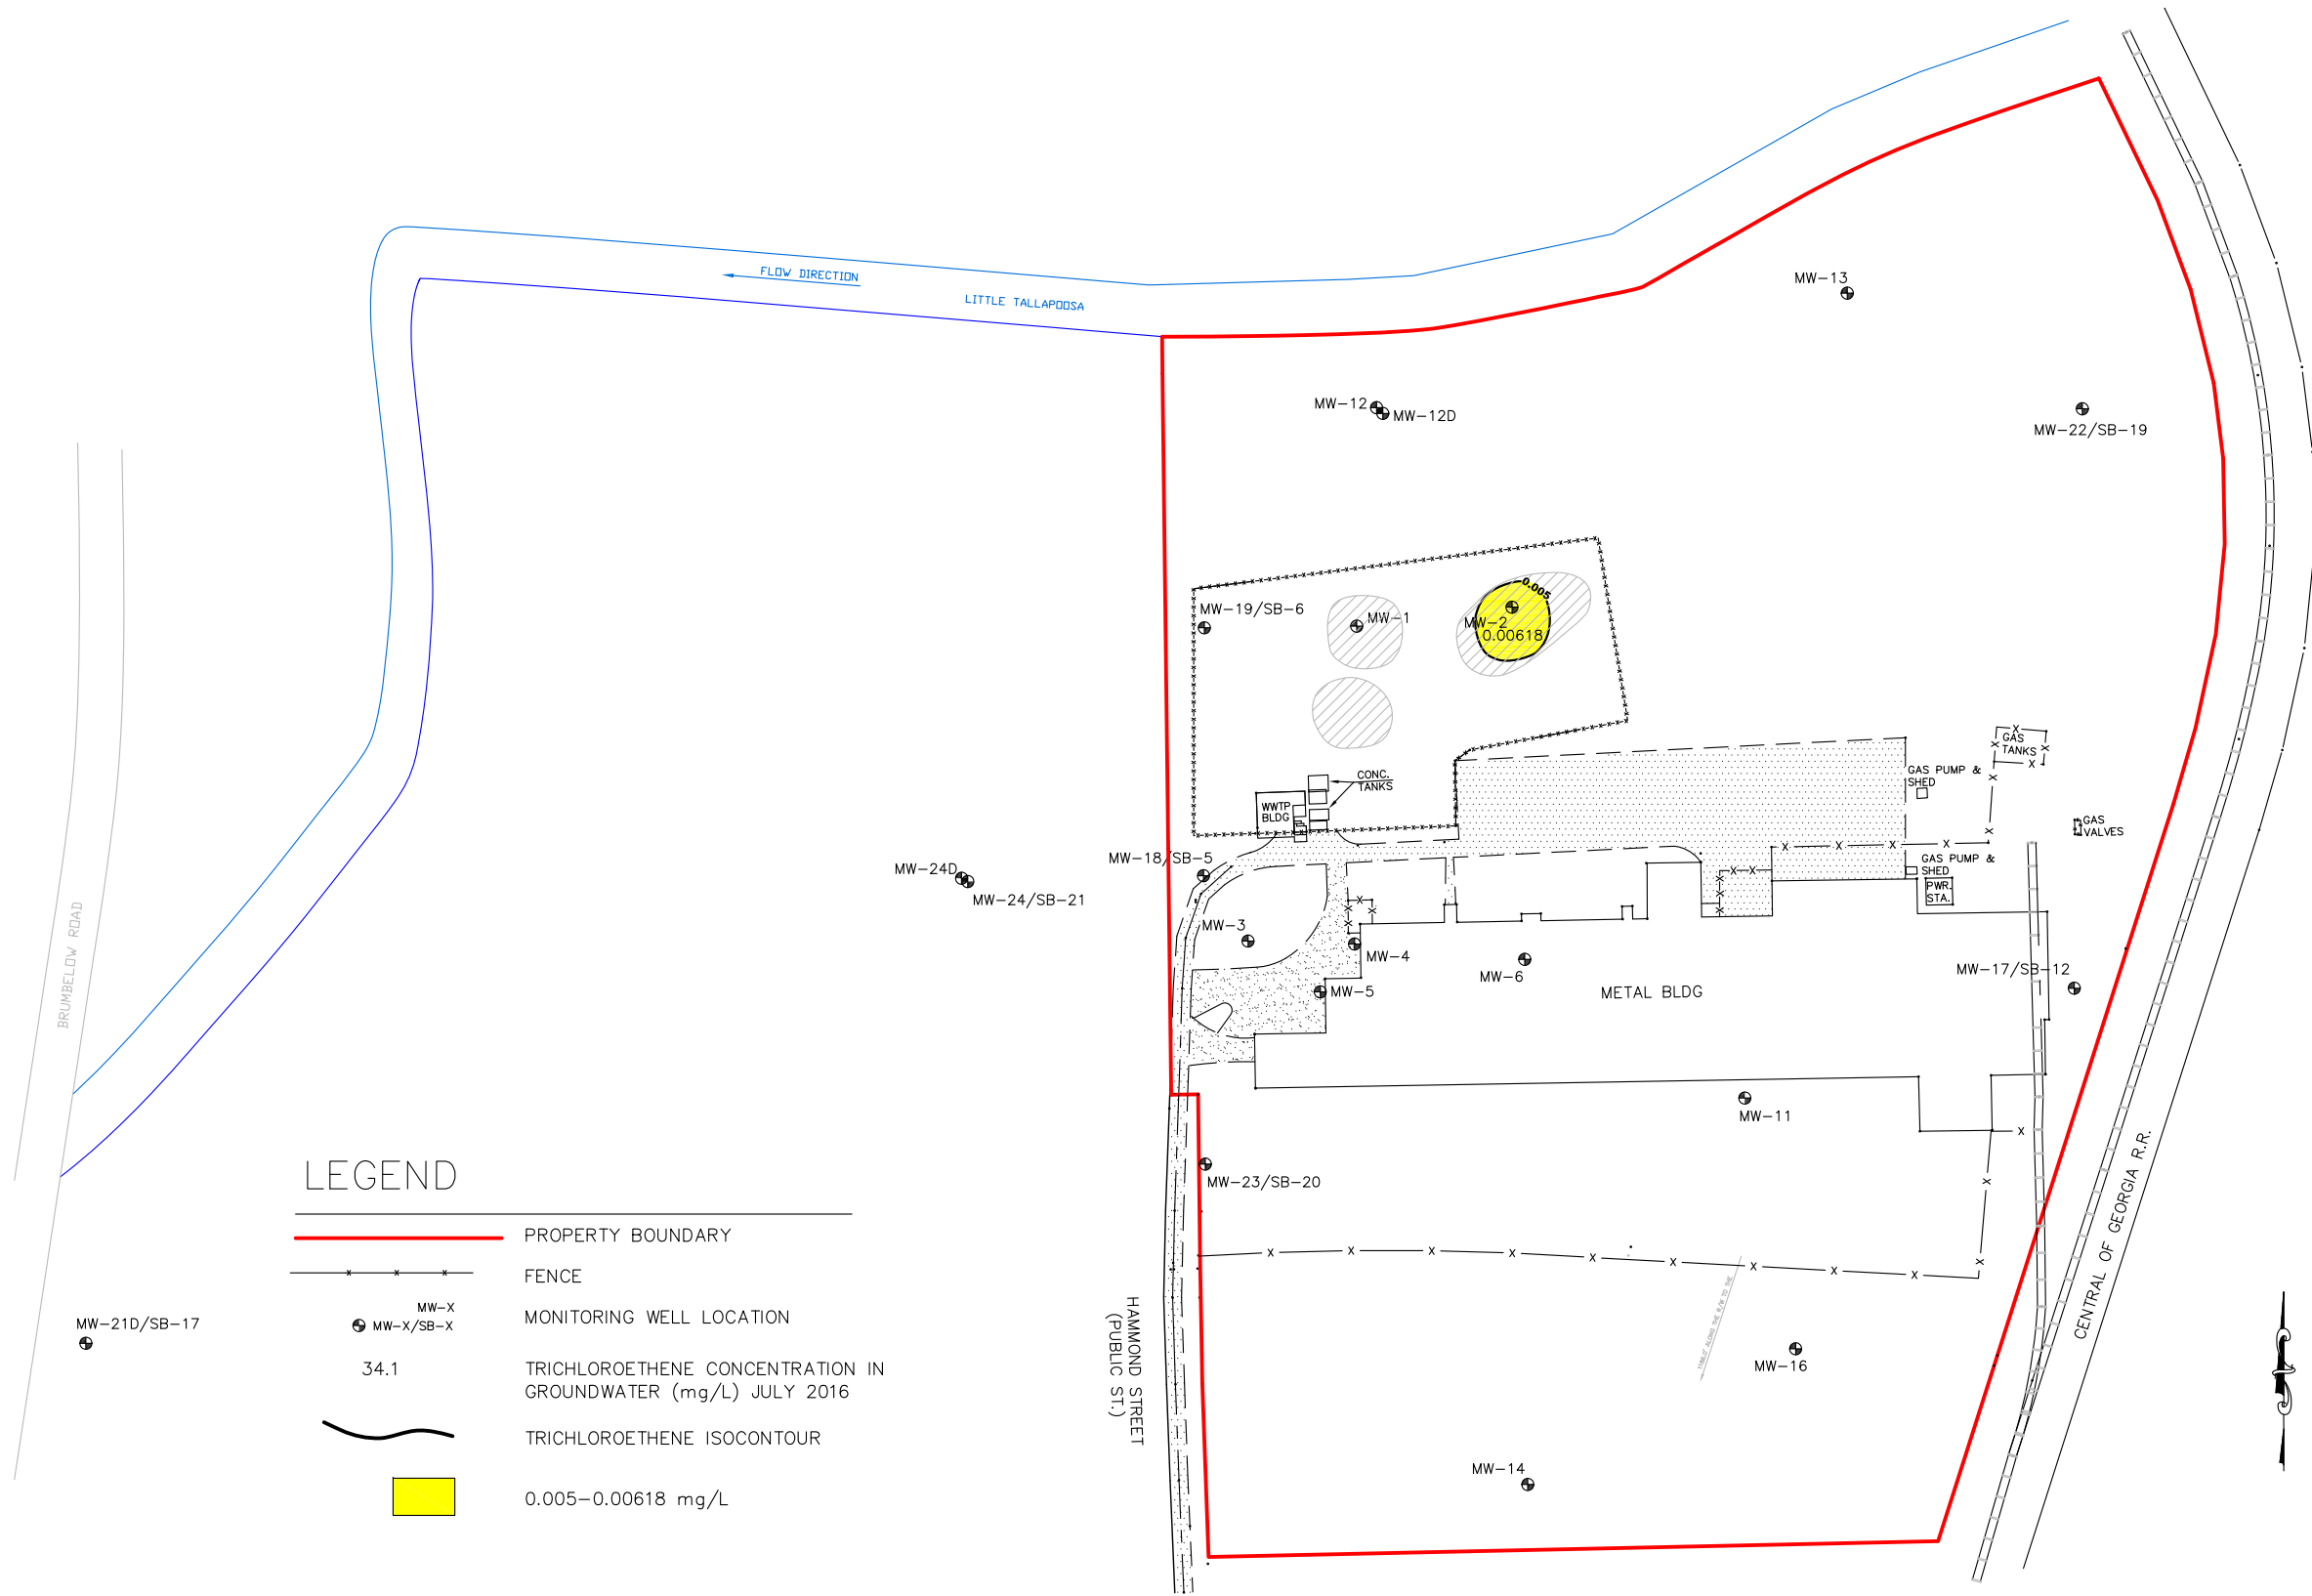 FLOW DIRECTION
LITTLE TALLAPOOSA
MW-13
MW-12
MW-12D
MW-22/SB-19
0.005
MW-19/SB-6
MW-1
MW-2
0.00618
GAS
TANKS
CONC.
TANKS
GAS PUMP &
SHED
WWTP
BLDG
GAS
VALVES
MW-18/SB-5
GAS PUMP &
SHED
MW-24D
PWR.
STA.
MW-24/SB-21
MW-3
MW-4
BRUMBELOW ROAD
MW-6
MW-17/SB-12
MW-5
METAL BLDG
MW-11
LEGEND
MW-23/SB-20
PROPERTY BOUNDARY
FENCE
MW-X
MW-X/SB-X
MONITORING WELL LOCATION
34.1
TRICHLOROETHENE CONCENTRATION IN
GROUNDWATER (mg/L) JULY 2016
TRICHLOROETHENE ISOCONTOUR
0.005-0.00618 mg/L
MW-21D/SB-17
HAMMOND STREET
(PUBLIC ST.)
CENTRAL OF GEORGIA R.R.
ALONG THE R/W TO THE
MW-16
MW-14